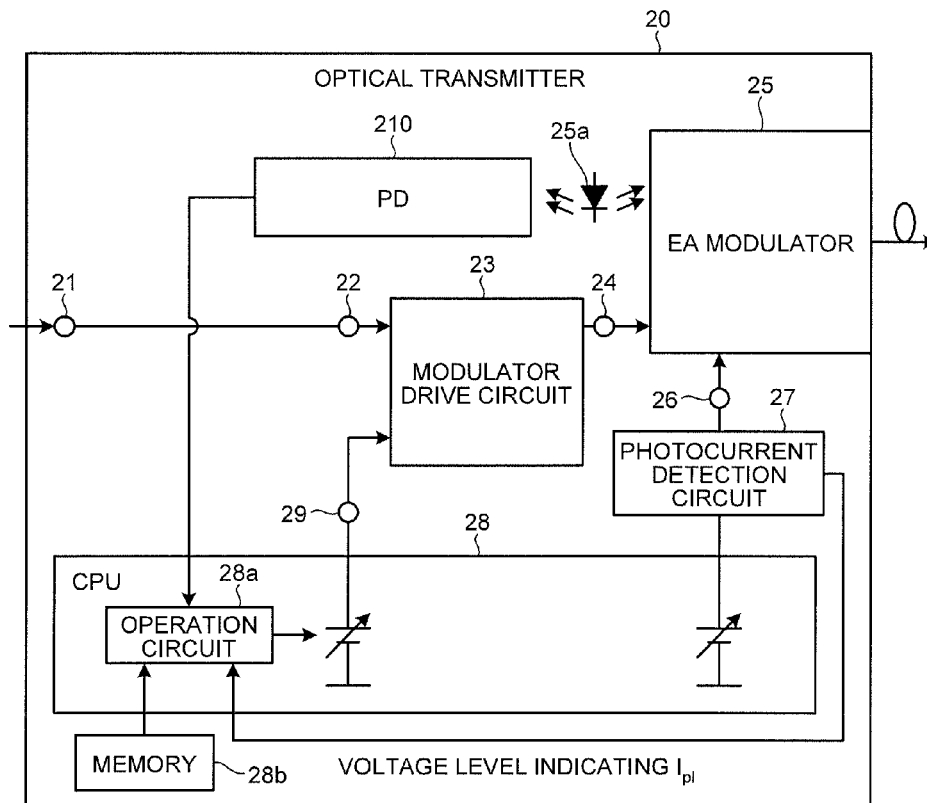 20
OPTICAL TRANSMITTER
25
210
25a
PD
EA MODULATOR
21
22
23
24
MODULATOR
DRIVE CIRCUIT
26
27
PHOTOCURRENT
DETECTION
CIRCUIT
29
28
CPU
28a
OPERATION
CIRCUIT
MEMORY
28b
VOLTAGE LEVEL INDICATING Ipl